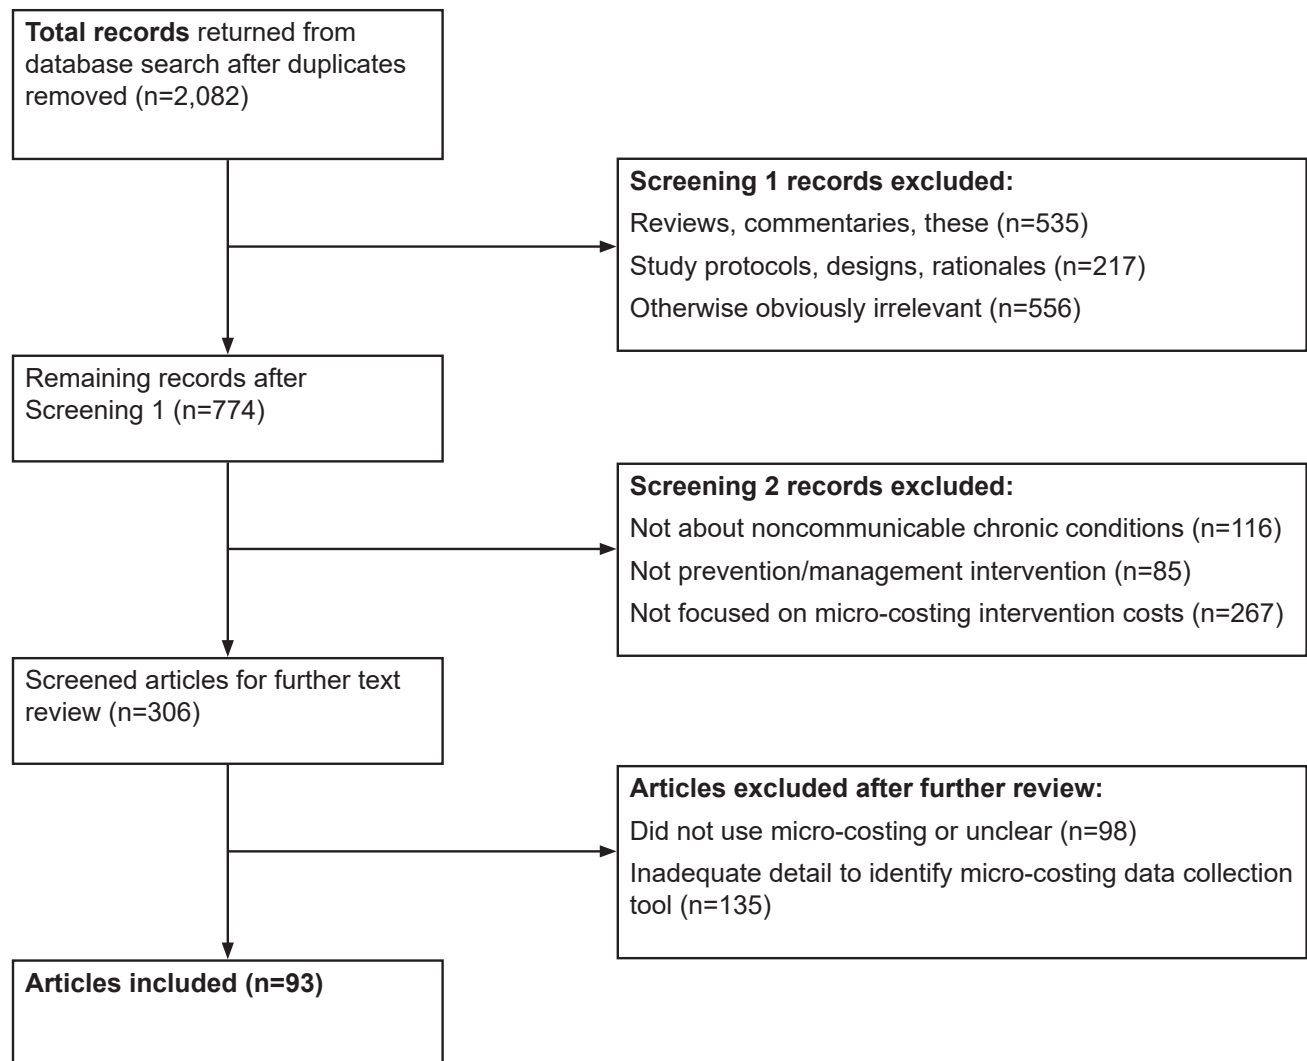 Total records returned from
database search after duplicates
removed (n=2,082)
Screening 1 records excluded:
Reviews, commentaries, these (n=535)
Study protocols, designs, rationales (n=217)
Otherwise obviously irrelevant (n=556)
Remaining records after
Screening 1 (n=774)
Screening 2 records excluded:
Not about noncommunicable chronic conditions (n=116)
Not prevention/management intervention (n=85)
Not focused on micro-costing intervention costs (n=267)
Screened articles for further text
review (n=306)
Articles excluded after further review:
Did not use micro-costing or unclear (n=98)
Inadequate detail to identify micro-costing data collection
tool (n=135)
Articles included (n=93)